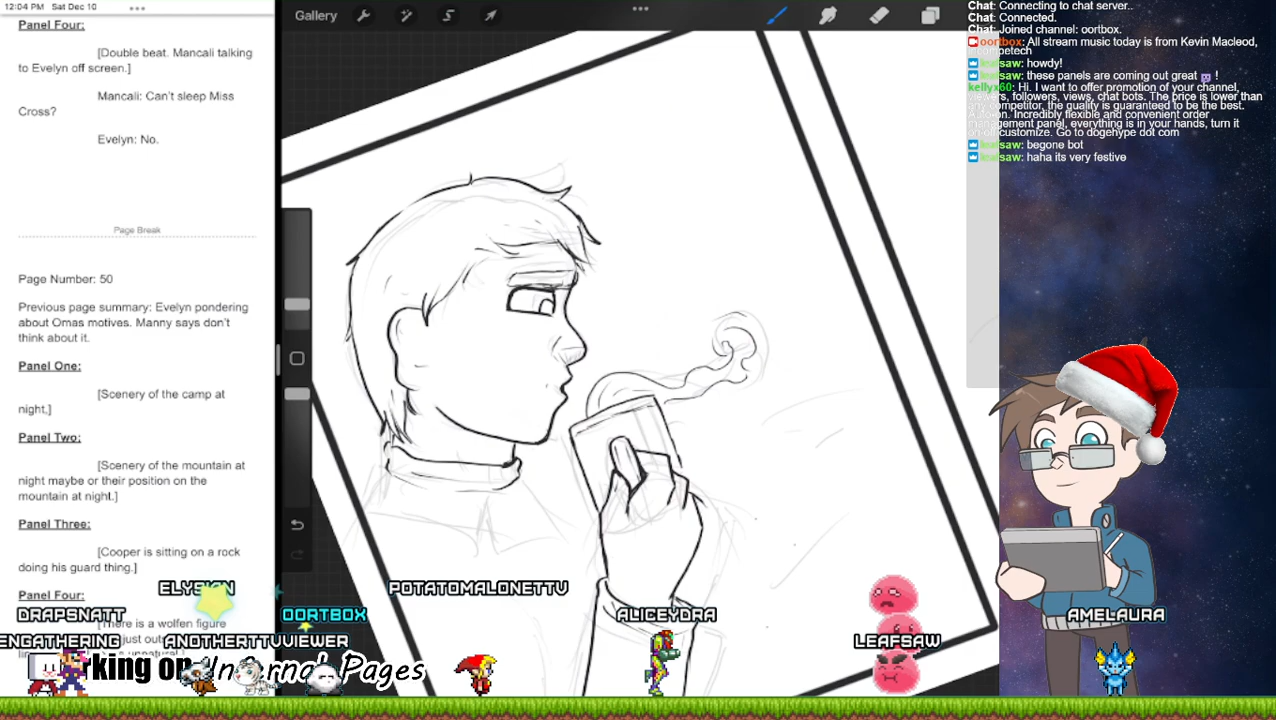 12:04 PM Sat Dec 10
Panel Four:
[Double beat. Mancali talking
to Evelyn off screen.]
Mancali: Can't sleep Miss
Cross?
Evelyn: No.
Page Break
Page Number: 50
Previous page summary: Evelyn pondering
about Omas motives. Manny says don't
think about it.
Panel One:
[Scenery of the camp at
night,]
Panel Two:
[Scenery of the mountain at
night maybe or their position on the
mountain at night.]
Panel Three:
[Cooper is sitting on a rock
doing his guard thing.]
Panel Four:
[There is a wolfen figure
just outs
Gallery
Chat: Connecting to chat server..
Chat: Connected.
Chat: Joined channel: oortbox.
oortbox: All stream music today is from Kevin Macleod,
incompetech
leafsaw: howdy!
leafsaw: these panels are coming out great !
kellyx60: Hi. I want to offer promotion of your channel,
viewers, followers, views, chat bots. The price is lower than
any competitor, the quality is guaranteed to be the best.
incredibly flexible and convenient order
management panel, everything is in your hands, turn it
on-off/customize. Go to dogehype dot com
leafsaw: begone bot
leafsaw: haha its very festive
ELYSIAN
POTATOMALONETTV
DRAPSNATT
OORTBOX
ALICEYDRA
AMELAURA
ENGATHERING
ANOTHERTTVVIEWER
LEAFSAW
rking on Internal Pages